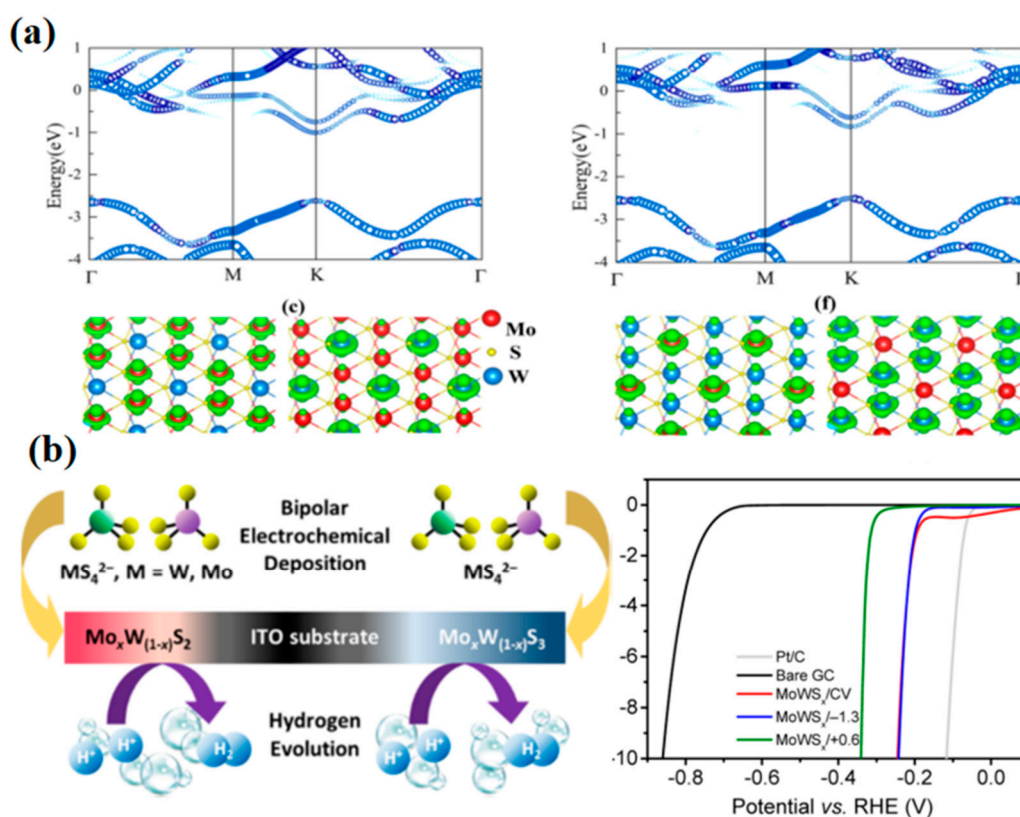 (a)
1
0
-1
-2
-3
-4
Energy(eV)
Γ
M
K
Γ
1
0
-1
-2
-3
-4
Energy(eV)
Γ
M
K
(c)
Mo
S
W
(f)
(b)
MS₄²⁻, M = W, Mo
Bipolar
Electrochemical
Deposition
MS₄²⁻
MoₓW₍₁₋ₓ₎S₂
ITO substrate
MoₓW₍₁₋ₓ₎S₃
H⁺
H⁺
H₂
Hydrogen
Evolution
H⁺
H⁺
H₂
0
-2
-4
-6
-8
-10
Pt/C
Bare GC
MoWSₓ/CV
MoWSₓ/−1.3
MoWSₓ/+0.6
-0.8
-0.6
-0.4
-0.2
0.0
Potential vs. RHE (V)